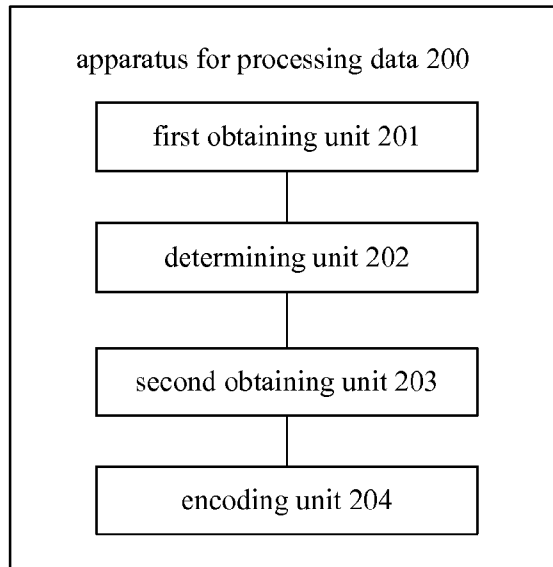 apparatus for processing data 200
first obtaining unit 201
determining unit 202
second obtaining unit 203
encoding unit 204